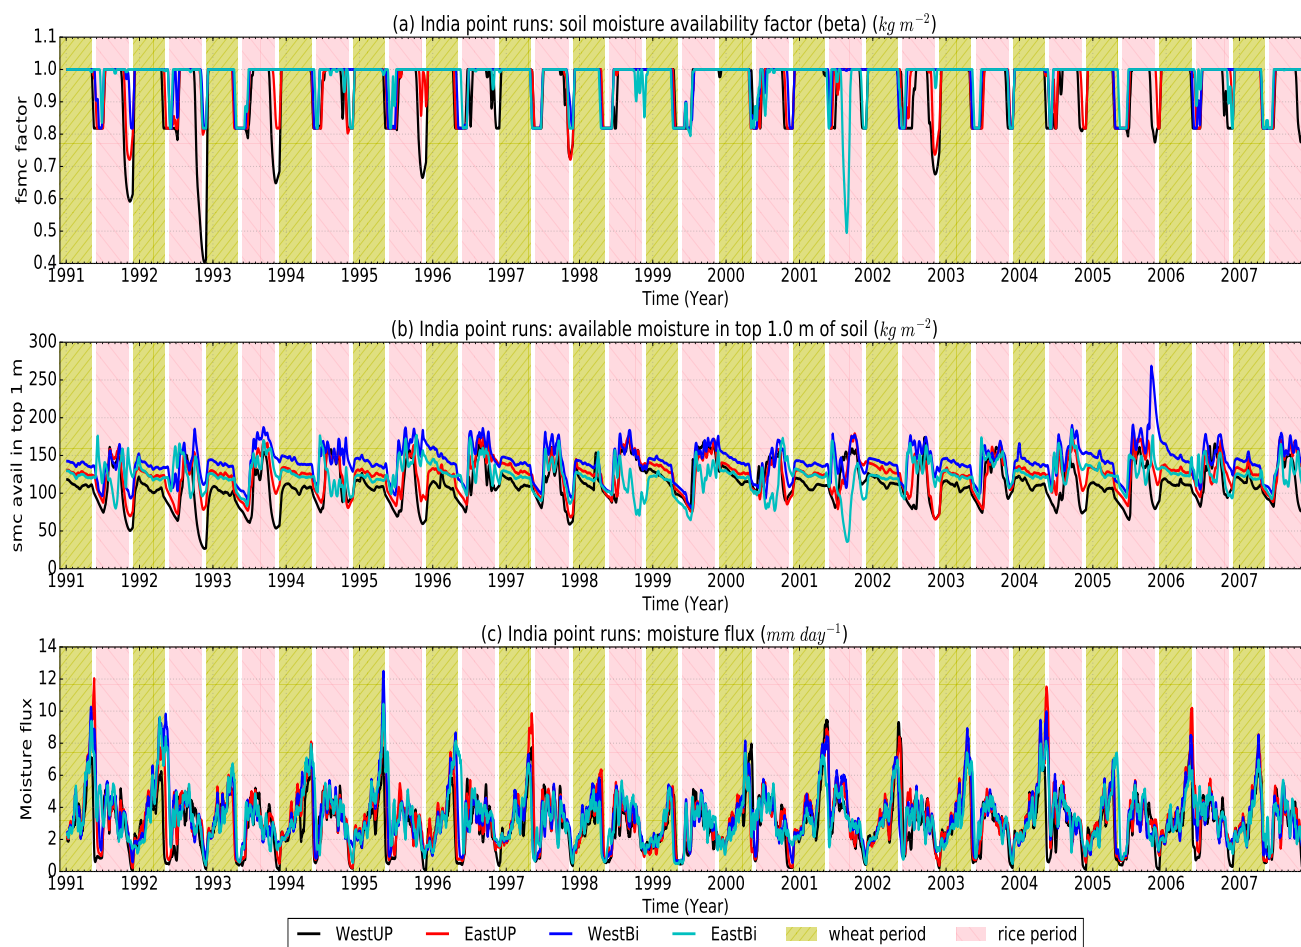 (a) India point runs: soil moisture availability factor (beta) (kg m−2)
1.1
1.0
0.9
0.8
0.7
0.6
0.5
0.4
fsmc factor
1991 1992 1993 1994 1995 1996 1997 1998 1999 2000 2001 2002 2003 2004 2005 2006 2007
Time (Year)
(b) India point runs: available moisture in top 1.0 m of soil (kg m−2)
300
250
200
150
100
50
0
smc avail in top 1 m
1991 1992 1993 1994 1995 1996 1997 1998 1999 2000 2001 2002 2003 2004 2005 2006 2007
Time (Year)
(c) India point runs: moisture flux (mm day−1)
14
12
10
8
6
4
2
0
Moisture flux
1991 1992 1993 1994 1995 1996 1997 1998 1999 2000 2001 2002 2003 2004 2005 2006 2007
Time (Year)
WestUP EastUP WestBi EastBi wheat period rice period